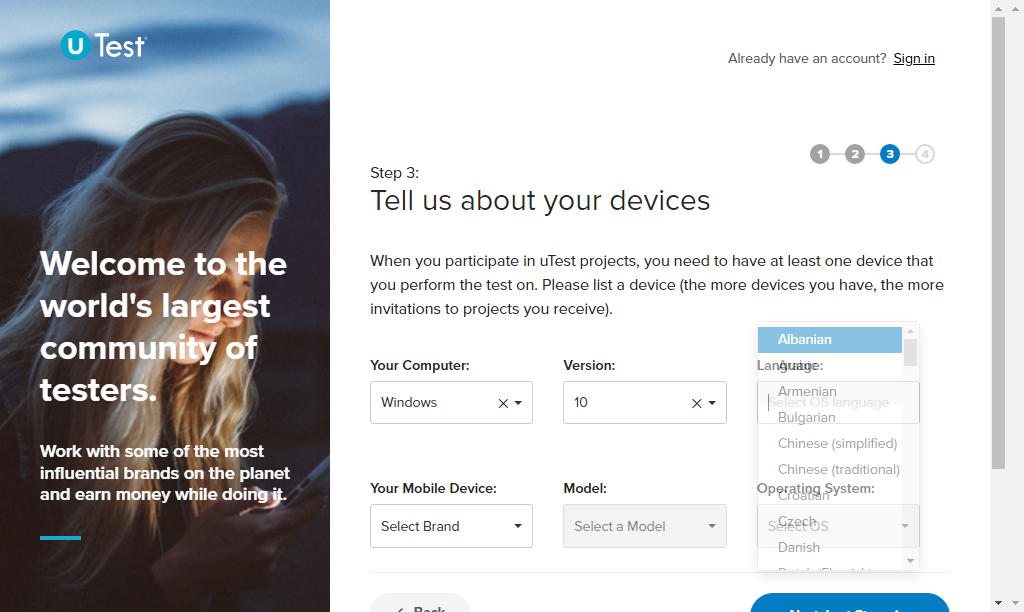 U Test
Already have an account? Sign in
1 2 3 4
Step 3:
Tell us about your devices
Welcome to the
world's largest
community of
testers.
Work with some of the most
influential brands on the planet
and earn money while doing it.
When you participate in uTest projects, you need to have at least one device that
you perform the test on. Please list a device (the more devices you have, the more
invitations to projects you receive).
Your Computer: Version: Language:
Windows 10 Select OS language
Albanian
Arabic
Armenian
Bulgarian
Chinese (simplified)
Chinese (traditional)
Croatian
Czech
Danish
Your Mobile Device: Model: Operating System:
Select Brand Select a Model Select OS
Back